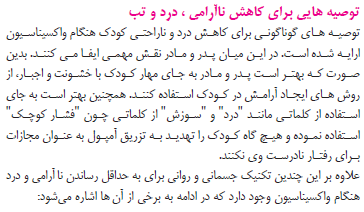 توصیه هایی برای کاهش ناآرامی ، درد و تب
توصیه های گوناگونی برای کاهش درد و ناراحتی کودک هنگام واکسیناسیون
ارایه شده است. در این میان پدر و مادر نقش مهمی ایفا می کنند. بدین
صورت که بهتر است پدر و مادر به جای مهار کودک با خشونت و اجبار، از
روش های ایجاد آرامش در کودک استفاده کنند. همچنین بهتر است به جای
استفاده از کلماتی مانند "درد" و "سوزش" از کلماتی چون "فشار کوچک"
استفاده نموده و هیچ گاه کودک را تهدید به تزریق آمپول به عنوان مجازات
برای رفتار نادرست وی نکنند.
علاوه بر این چندین تکنیک جسمانی و روانی برای به حداقل رساندن نا آرامی و درد
هنگام واکسیناسیون وجود دارد که در ادامه به برخی از آن ها اشاره می‌شود: